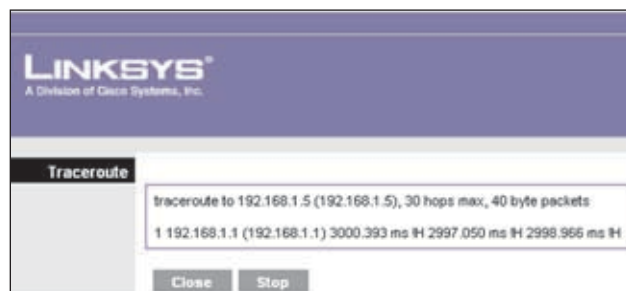 LINKSYS®
A Division of Cisco Systems, Inc.
Traceroute
traceroute to 192.168.1.5 (192.168.1.5), 30 hops max, 40 byte packets
1 192.168.1.1 (192.168.1.1) 3000.393 ms !H 2997.050 ms !H 2998.966 ms !H
Close Stop